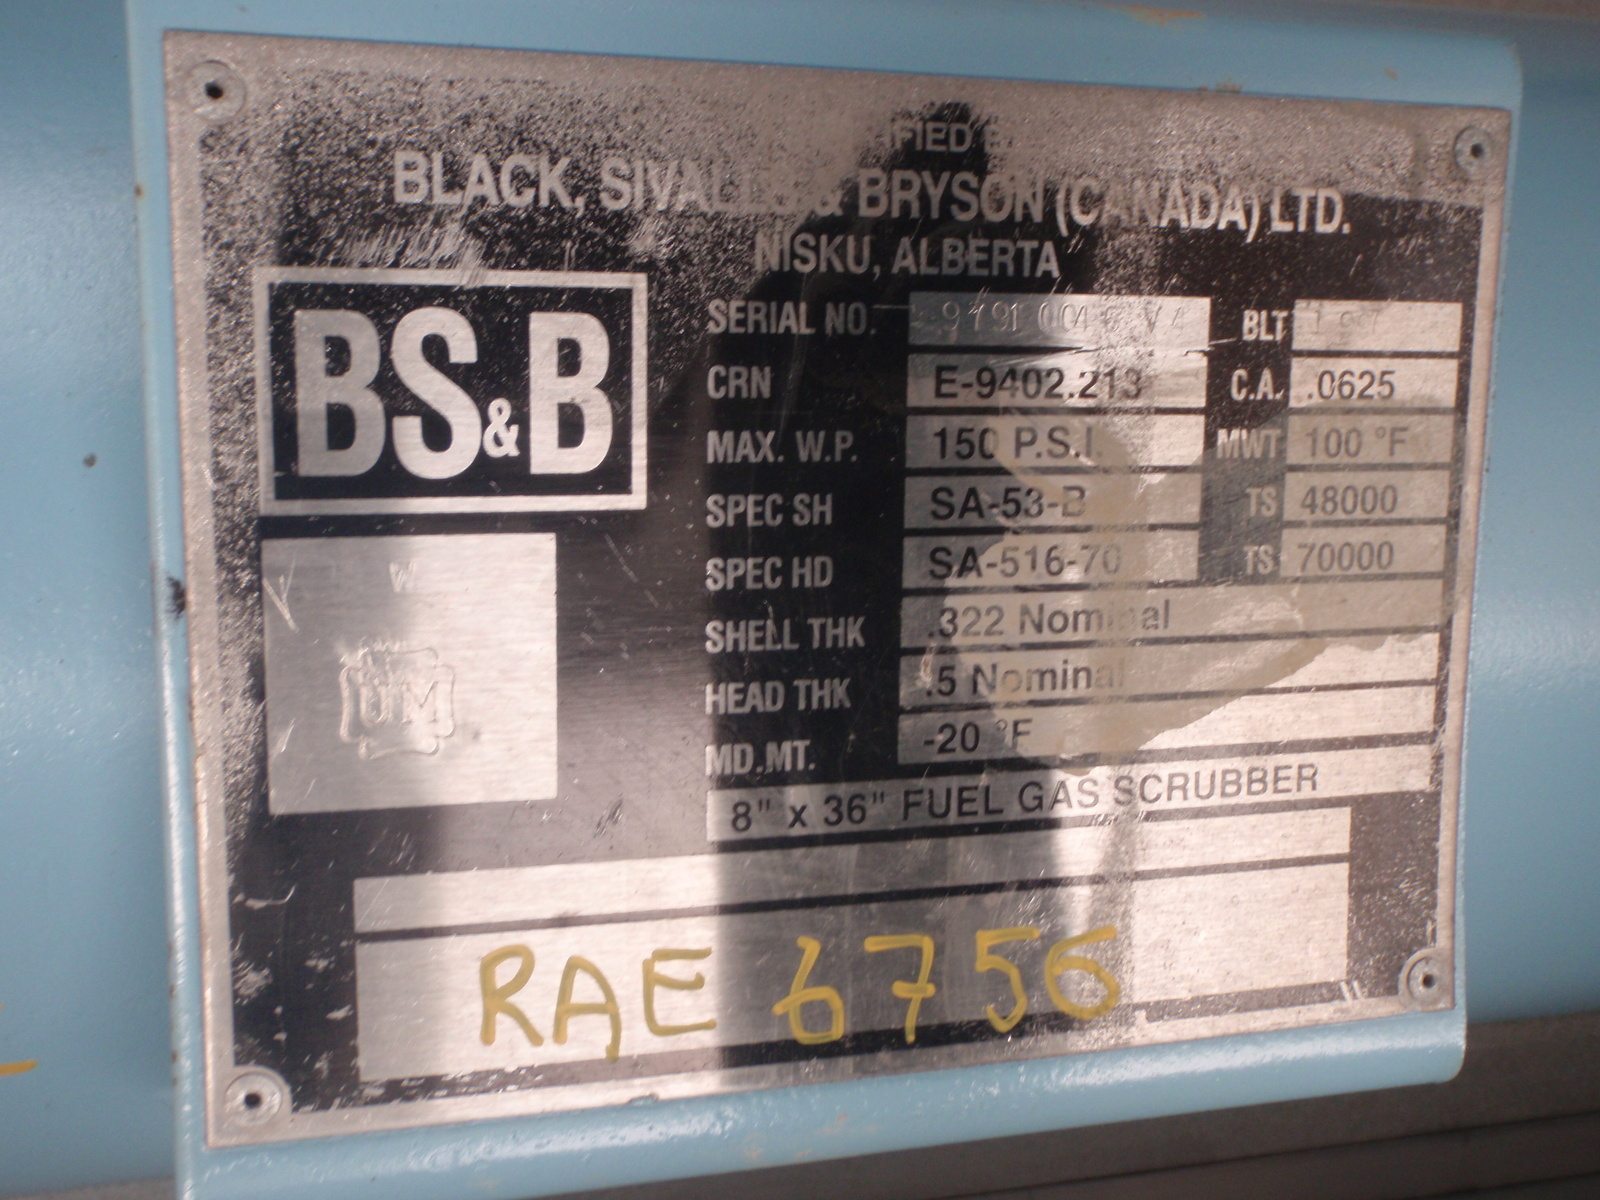 BLACK, SIVALLS & BRYSON (CANADA) LTD.
NISKU, ALBERTA
BS&B
SERIAL NO. BLT
CRN E-9402.213 C.A. .0625
MAX. W.P. 150 P.S.I. MWT 100 °F
SPEC SH SA-53-B TS 48000
SPEC HD SA-516-70 TS 70000
W
UM
SHELL THK .322 Nominal
HEAD THK .5 Nominal
MD.MT. -20 °F
8" x 36" FUEL GAS SCRUBBER
RAE 6756